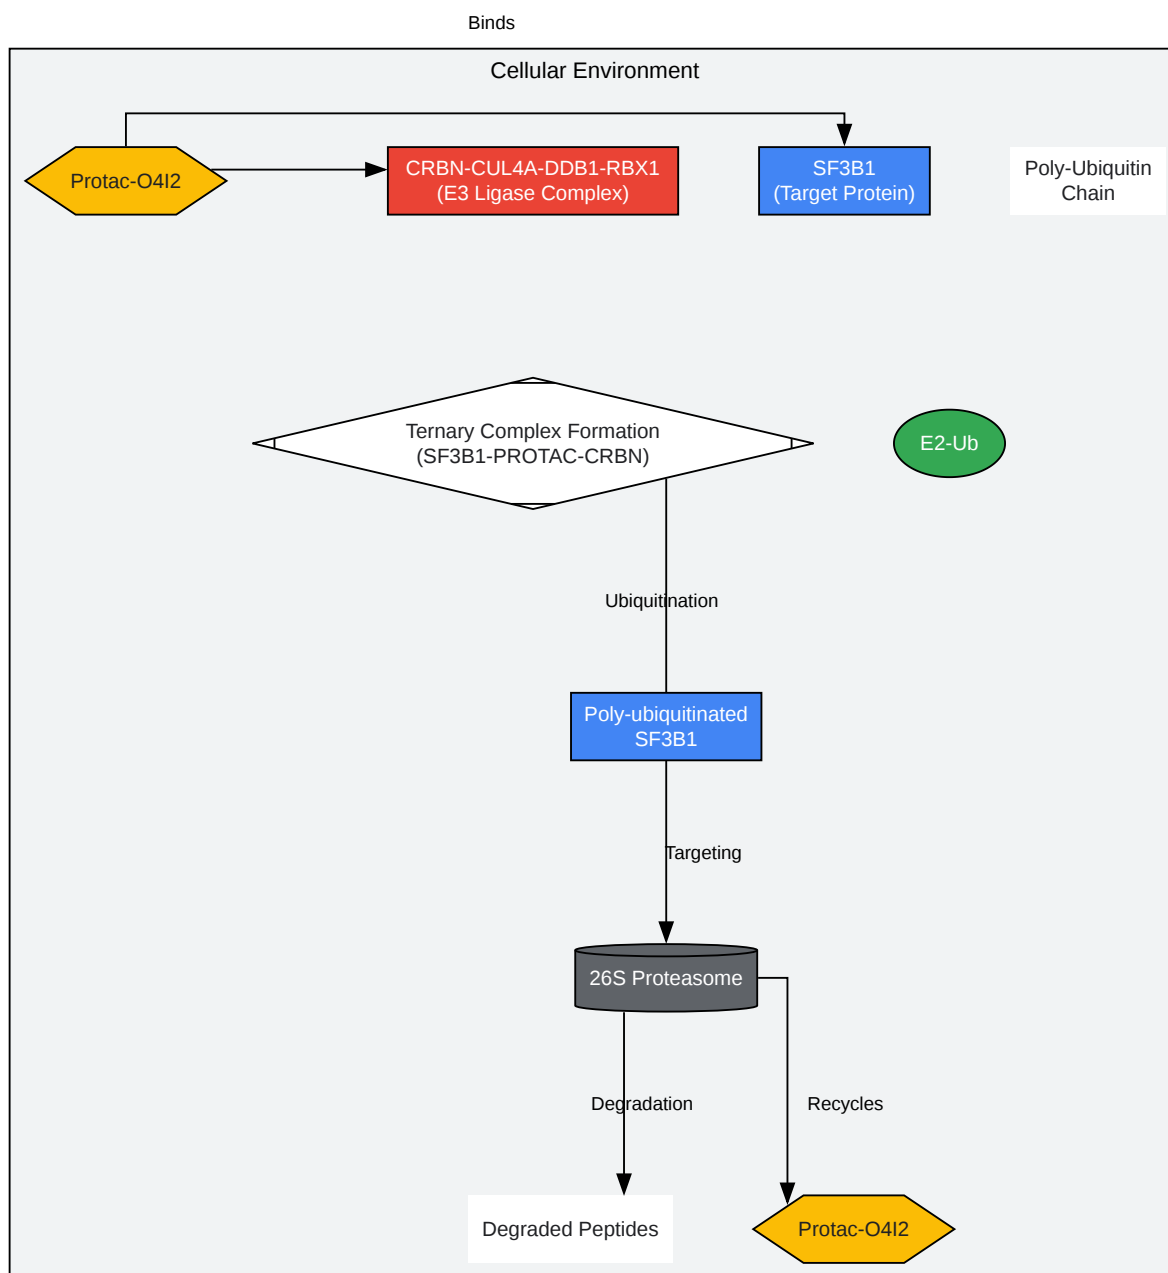 Binds
Cellular Environment
Protac-O4I2
CRBN-CUL4A-DDB1-RBX1
(E3 Ligase Complex)
SF3B1
(Target Protein)
Poly-Ubiquitin
Chain
Ternary Complex Formation
(SF3B1-PROTAC-CRBN)
E2-Ub
Ubiquitination
Poly-ubiquitinated
SF3B1
Targeting
26S Proteasome
Degradation
Recycles
Degraded Peptides
Protac-O4I2